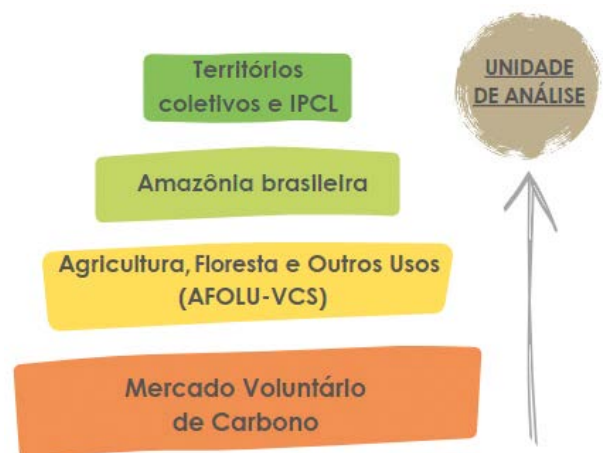 Territórios
coletivos e IPCL
UNIDADE
DE ANÁLISE
Amazônia brasileira
Agricultura, Floresta e Outros Usos
(AFOLU-VCS)
Mercado Voluntário
de Carbono